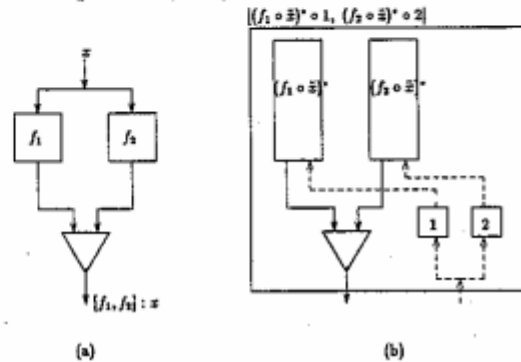 [(f₁ ∘ x̄)* ∘ 1, (f₂ ∘ x̄)* ∘ 2]
x
(f₁ ∘ x̄)* (f₂ ∘ x̄)*
f₁ f₂
1 2
[f₁, f₂] : x
(a) (b)